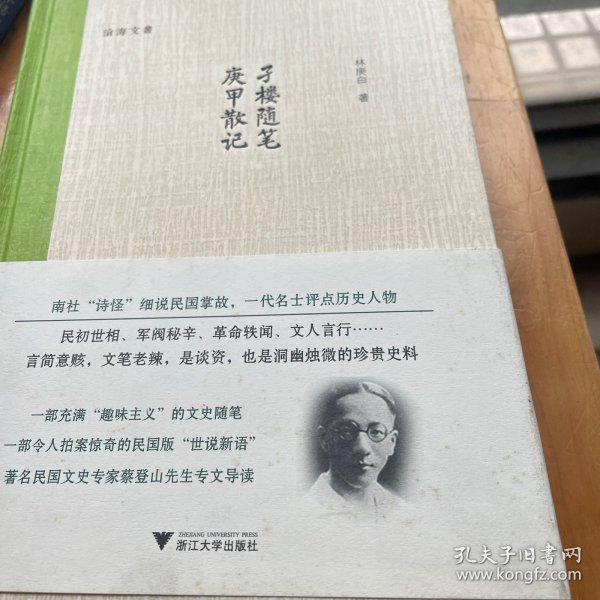 沧海文丛
孑楼随笔
庚甲散记
林庚白 著
南社“诗怪”细说民国掌故，一代名士评点历史人物
民初世相、军阀秘辛、革命轶闻、文人言行……
言简意赅，文笔老辣，是谈资，也是洞幽烛微的珍贵史料
一部充满“趣味主义”的文史随笔
一部令人拍案惊奇的民国版“世说新语”
著名民国文史专家蔡登山先生专文导读
ZHEJIANG UNIVERSITY PRESS
浙江大学出版社
孔夫子旧书网
www.kongfz.com